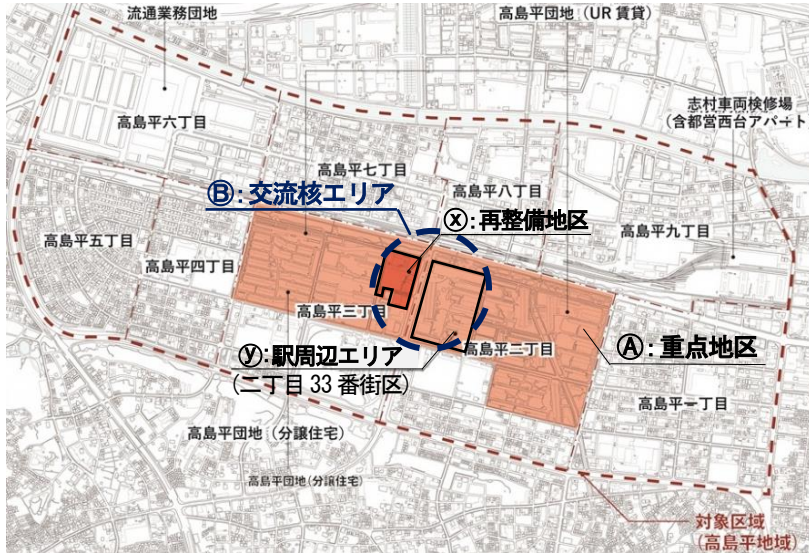 流通業務団地
高島平団地（UR 賃貸）
志村車両検修場
（含都営西台アパート
高島平六丁目
高島平七丁目
Ⓑ：交流核エリア
高島平八丁目
ⓧ：再整備地区
高島平九丁目
高島平五丁目
高島平四丁目
高島平三丁目
ⓨ：駅周辺エリア
(二丁目 33 番街区)
高島平二丁目
Ⓐ：重点地区
高島平一丁目
高島平団地（分譲住宅）
高島平団地(分譲住宅)
対象区域
（高島平地域）